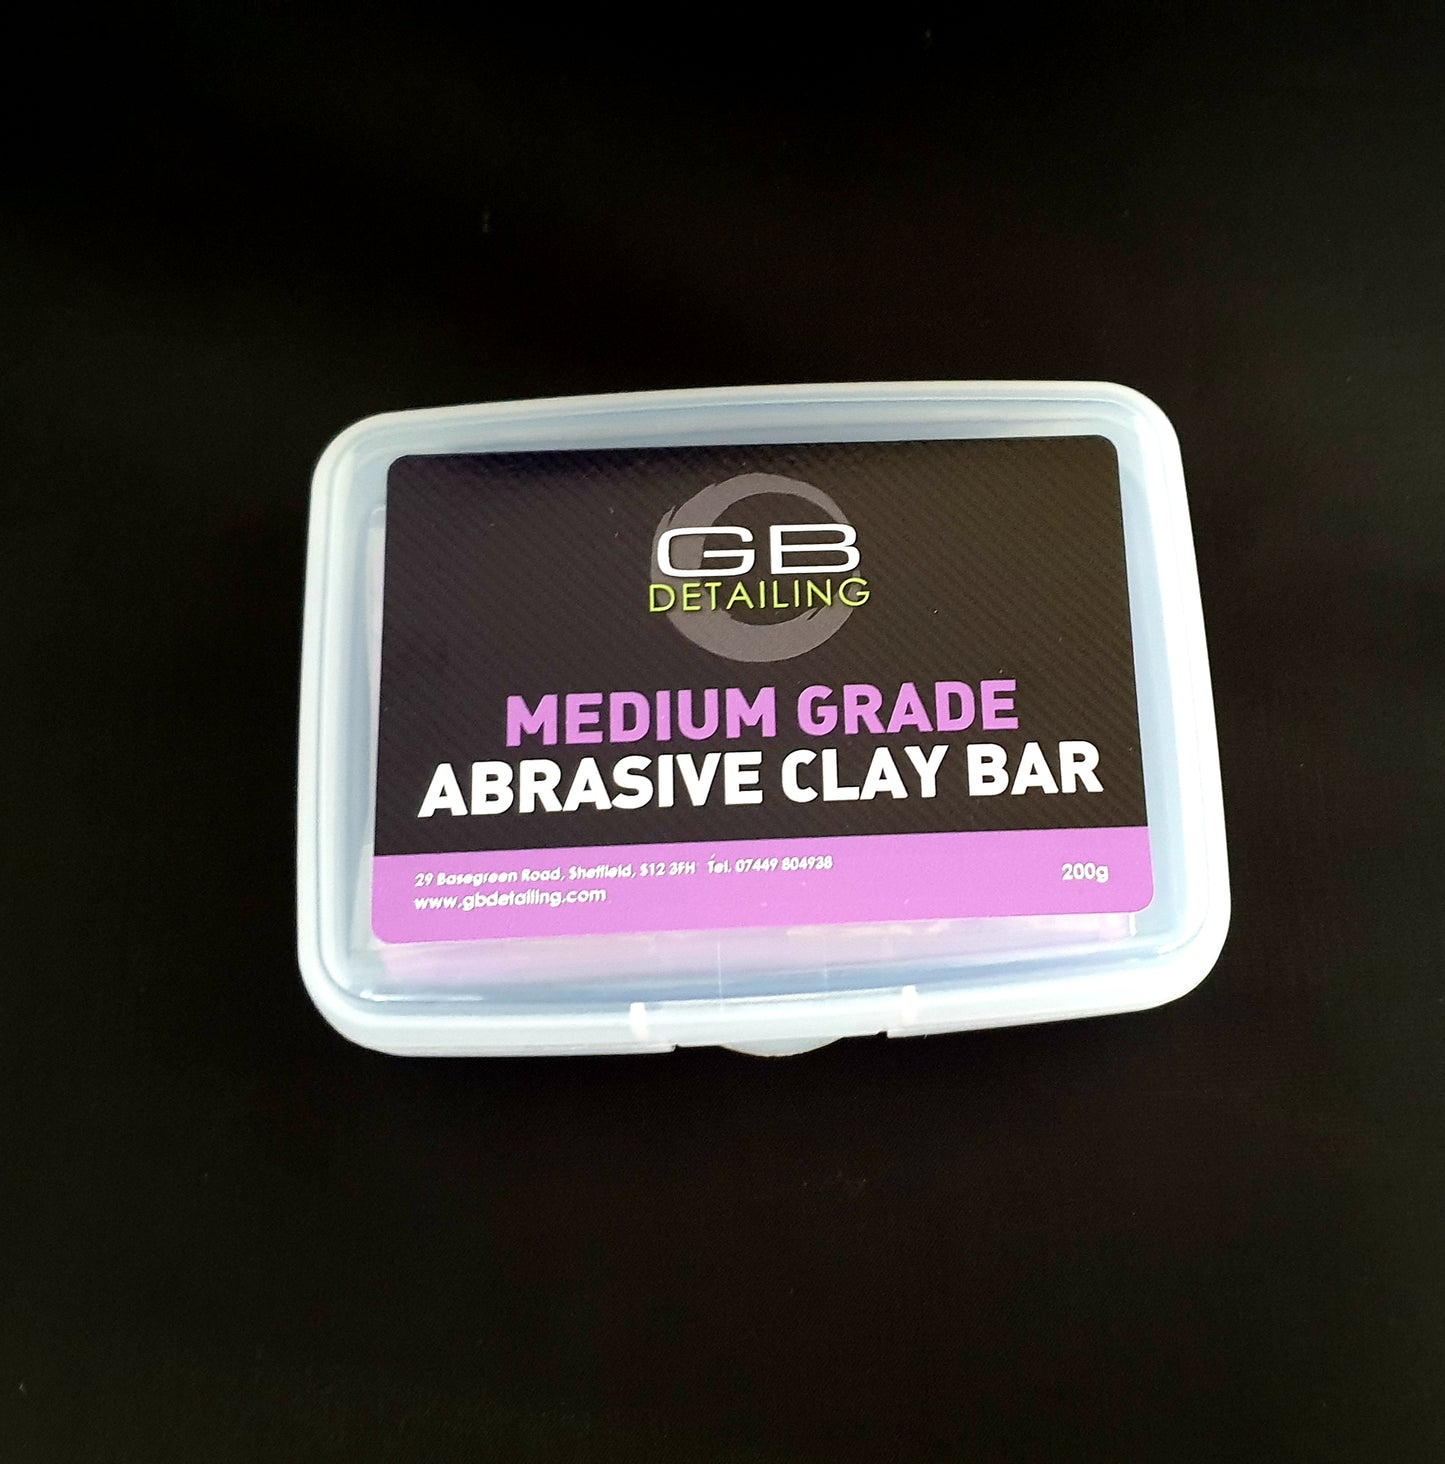 GB
DETAILING
MEDIUM GRADE
ABRASIVE CLAY BAR
29 Basegreen Road, Sheffield, S12 3FH Tel. 07449 804938
www.gbdetailing.com
200g